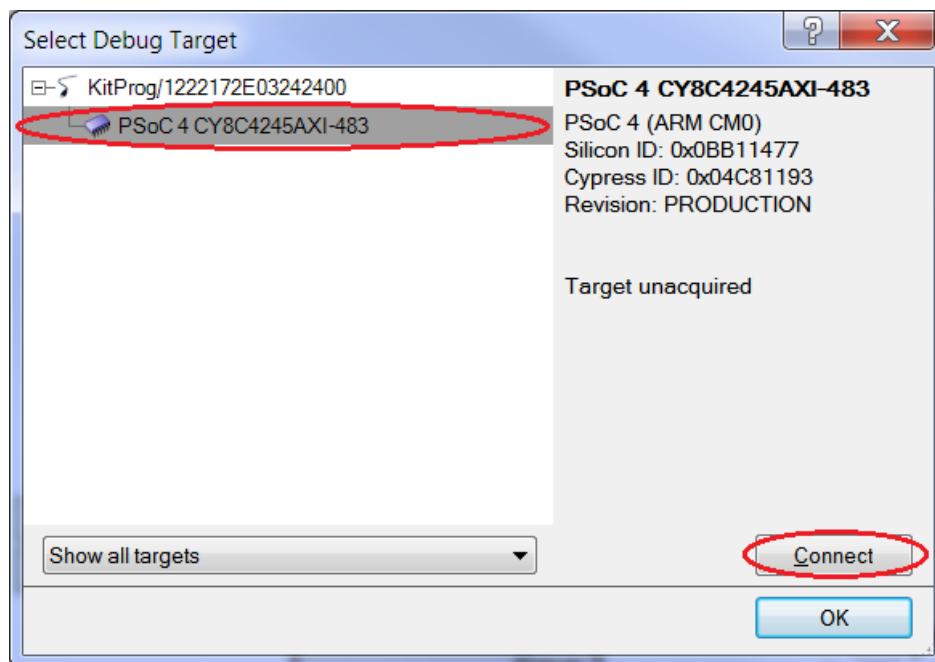 Select Debug Target
KitProg/1222172E03242400
PSoC 4 CY8C4245AXI-483
PSoC 4 CY8C4245AXI-483
PSoC 4 (ARM CM0)
Silicon ID: 0x0BB11477
Cypress ID: 0x04C81193
Revision: PRODUCTION
Target unacquired
Show all targets
Connect
OK